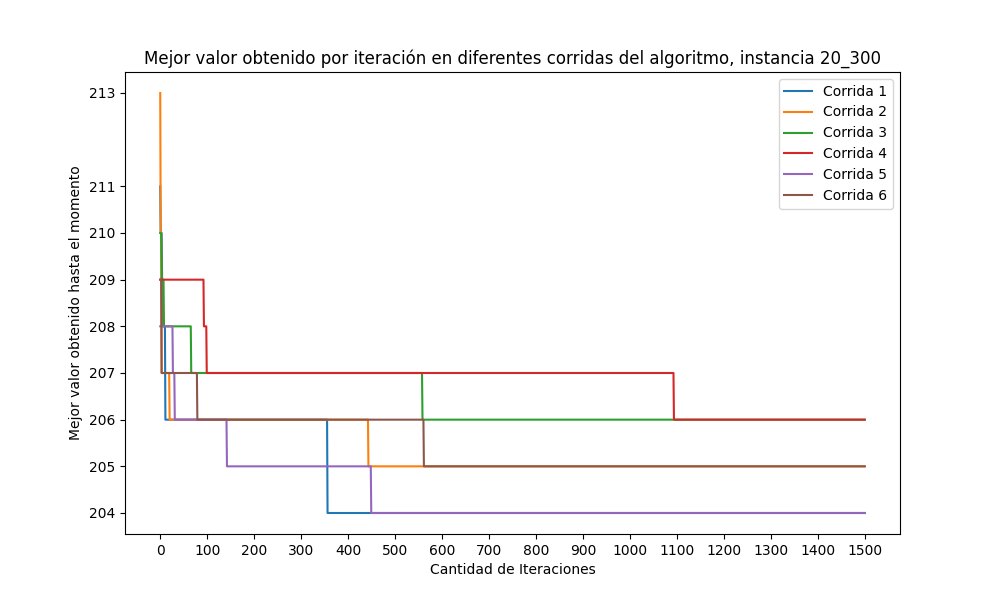 Mejor valor obtenido por iteración en diferentes corridas del algoritmo, instancia 20_300
Mejor valor obtenido hasta el momento
213
211
210
209
208
207
206
205
204
Corrida 1
Corrida 2
Corrida 3
Corrida 4
Corrida 5
Corrida 6
0 100 200 300 400 500 600 700 800 900 1000 1100 1200 1300 1400 1500
Cantidad de Iteraciones